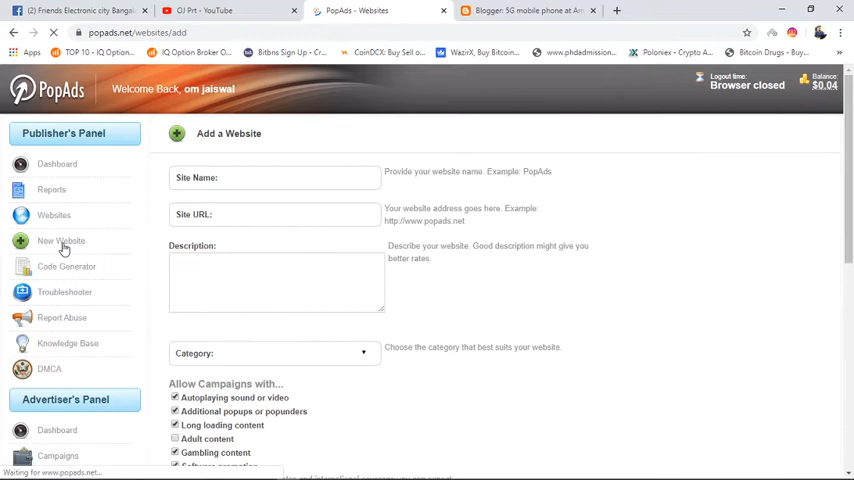 (2) Friends Electronic city Bangal
OJ Prt - YouTube
PopAds - Websites
Blogger: 5G mobile phone at Am
popads.net/websites/add
Apps
TOP 10 - IQ Option...
IQ Option Broker O...
Bitbns Sign Up - Cr...
CoinDCX: Buy Sell o...
WazirX, Buy Bitcoin...
www.phdadmission...
Poloniex - Crypto A...
Bitcoin Drugs - Buy...
PopAds
Welcome Back, om jaiswal
Logout time:
Browser closed
Balance:
$0.04
Publisher's Panel
Dashboard
Reports
Websites
New Website
Code Generator
Troubleshooter
Report Abuse
Knowledge Base
DMCA
Advertiser's Panel
Dashboard
Campaigns
Waiting for www.popads.net...
Add a Website
Site Name:
Provide your website name. Example: PopAds
Site URL:
Your website address goes here. Example:
http://www.popads.net
Description:
Describe your website. Good description might give you
better rates.
Category:
Choose the category that best suits your website.
Allow Campaigns with...
Autoplaying sound or video
Additional popups or popunders
Long loading content
Adult content
Gambling content
Software promotion